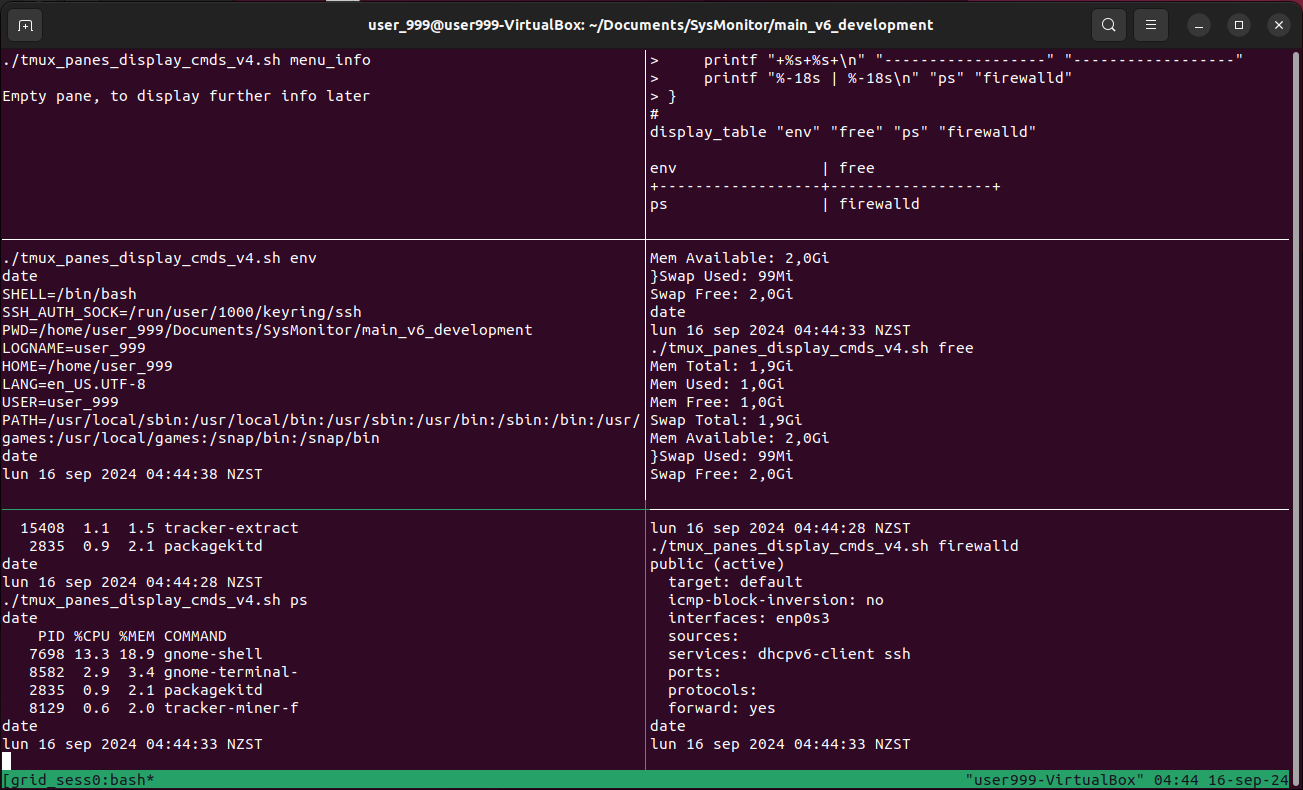 user_999@user999-VirtualBox: ~/Documents/SysMonitor/main_v6_development
./tmux_panes_display_cmds_v4.sh menu_info
Empty pane, to display further info later
>     printf "+%s+%s+\n" "------------------" "------------------"
>     printf "%-18s | %-18s\n" "ps" "firewalld"
> }
#
display_table "env" "free" "ps" "firewalld"
env                | free
+------------------+------------------+
ps                 | firewalld
./tmux_panes_display_cmds_v4.sh env
date
SHELL=/bin/bash
SSH_AUTH_SOCK=/run/user/1000/keyring/ssh
PWD=/home/user_999/Documents/SysMonitor/main_v6_development
LOGNAME=user_999
HOME=/home/user_999
LANG=en_US.UTF-8
USER=user_999
PATH=/usr/local/sbin:/usr/local/bin:/usr/sbin:/usr/bin:/sbin:/bin:/usr/
games:/usr/local/games:/snap/bin:/snap/bin
date
lun 16 sep 2024 04:44:38 NZST
Mem Available: 2,0Gi
}Swap Used: 99Mi
Swap Free: 2,0Gi
date
lun 16 sep 2024 04:44:33 NZST
./tmux_panes_display_cmds_v4.sh free
Mem Total: 1,9Gi
Mem Used: 1,0Gi
Mem Free: 1,0Gi
Swap Total: 1,9Gi
Mem Available: 2,0Gi
}Swap Used: 99Mi
Swap Free: 2,0Gi
  15408  1.1  1.5 tracker-extract
   2835  0.9  2.1 packagekitd
date
lun 16 sep 2024 04:44:28 NZST
./tmux_panes_display_cmds_v4.sh ps
date
    PID %CPU %MEM COMMAND
   7698 13.3 18.9 gnome-shell
   8582  2.9  3.4 gnome-terminal-
   2835  0.9  2.1 packagekitd
   8129  0.6  2.0 tracker-miner-f
date
lun 16 sep 2024 04:44:33 NZST
lun 16 sep 2024 04:44:28 NZST
./tmux_panes_display_cmds_v4.sh firewalld
public (active)
  target: default
  icmp-block-inversion: no
  interfaces: enp0s3
  sources:
  services: dhcpv6-client ssh
  ports:
  protocols:
  forward: yes
date
lun 16 sep 2024 04:44:33 NZST
[grid_sess0:bash*
"user999-VirtualBox" 04:44 16-sep-24